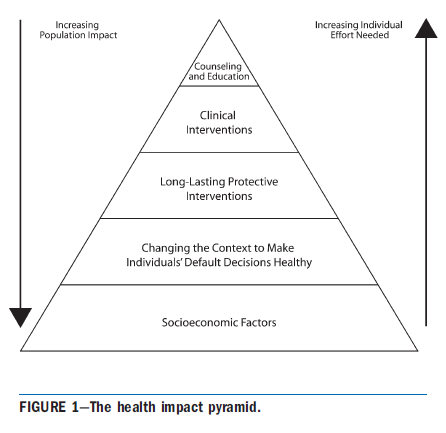 Increasing
Population Impact
Increasing Individual
Effort Needed
Counseling
and Education
Clinical
Interventions
Long-Lasting Protective
Interventions
Changing the Context to Make
Individuals' Default Decisions Healthy
Socioeconomic Factors
FIGURE 1—The health impact pyramid.